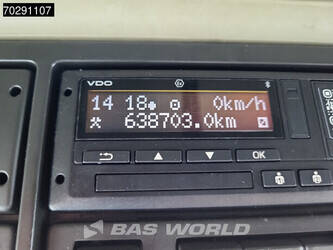 70291107
VDO
14 18 0km/h
638703.0km
OK
BAS WORLD